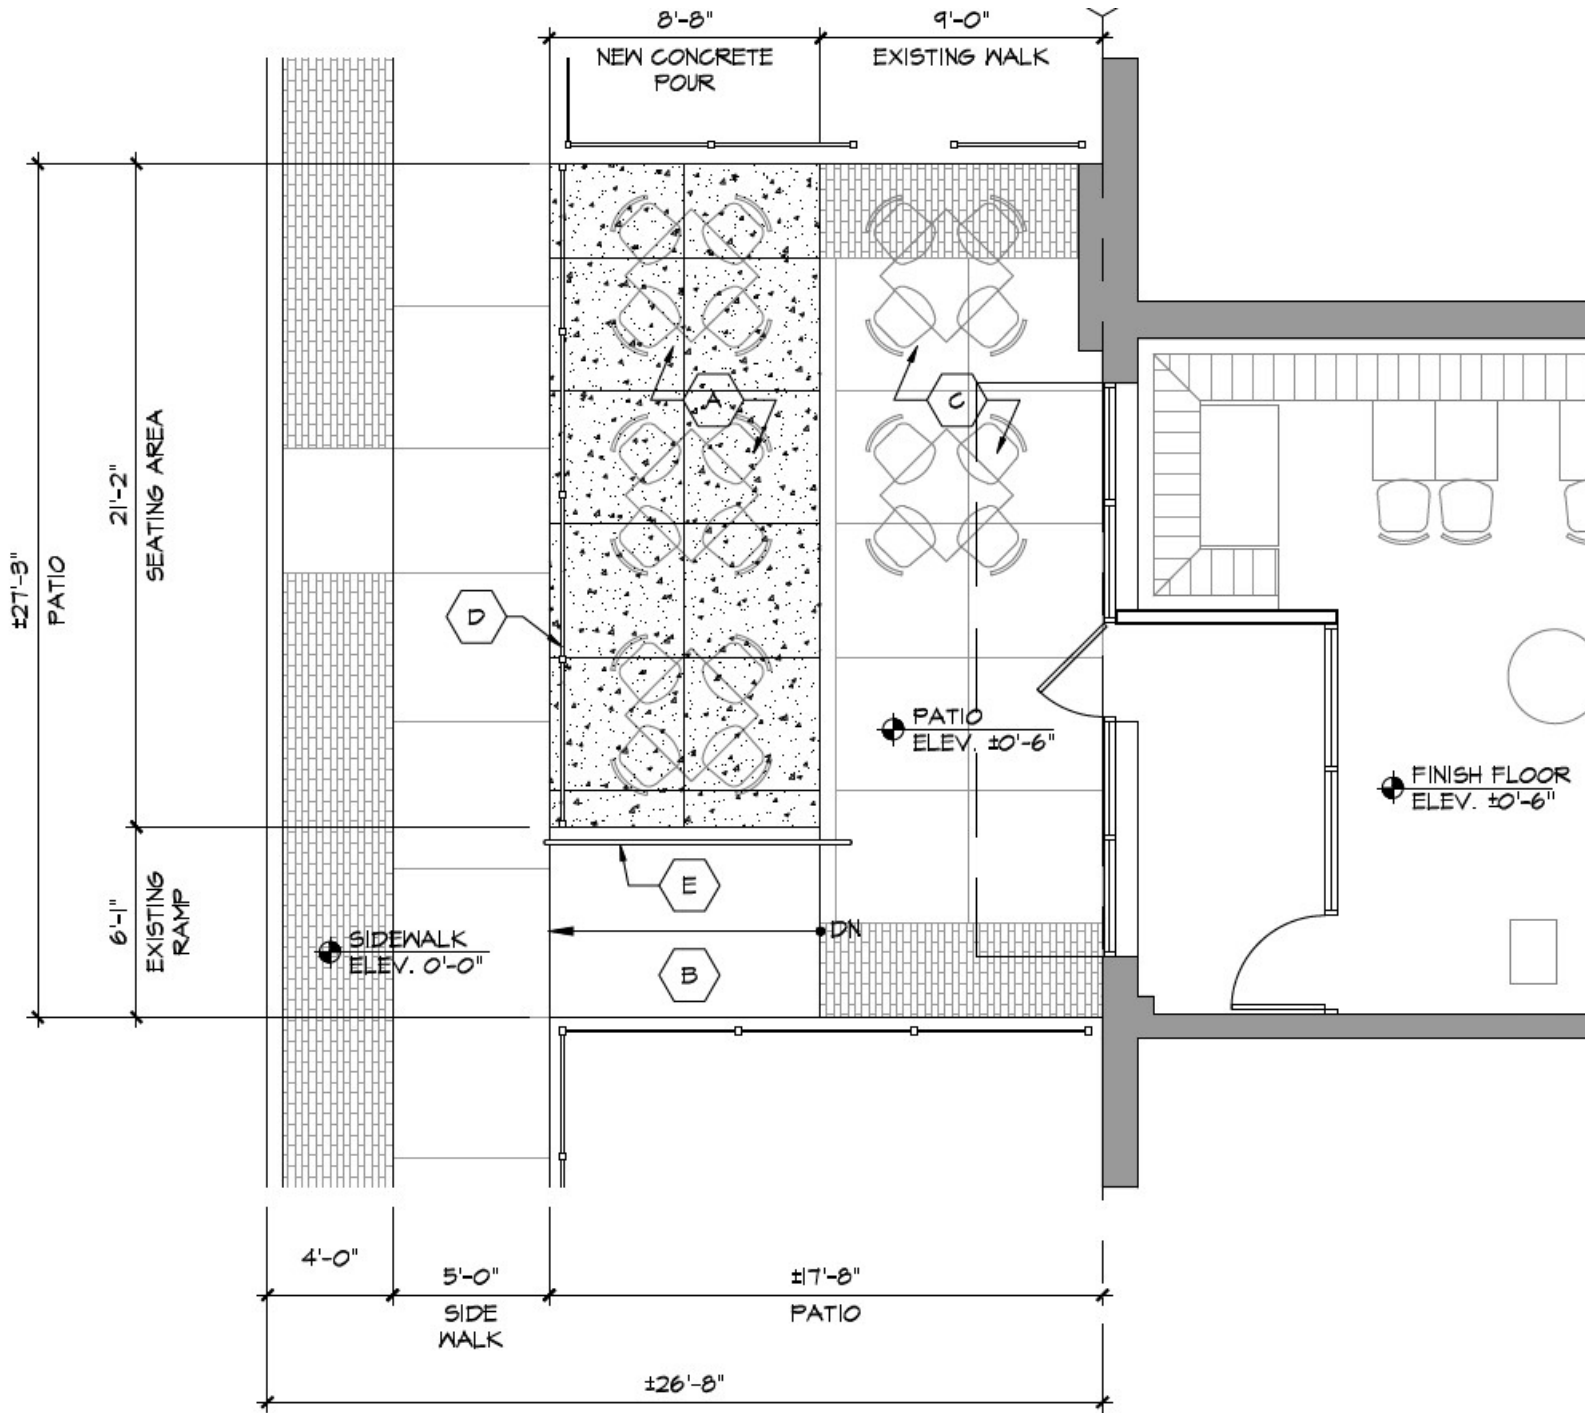 8'-8"
9'-0"
NEW CONCRETE
POUR
EXISTING WALK
A
C
21'-2"
SEATING AREA
±27'-3"
PATIO
D
PATIO
ELEV. ±0'-6"
FINISH FLOOR
ELEV. ±0'-6"
E
6'-1"
EXISTING
RAMP
DN
SIDEWALK
ELEV. 0'-0"
B
4'-0"
5'-0"
SIDE
WALK
±17'-8"
PATIO
±26'-8"